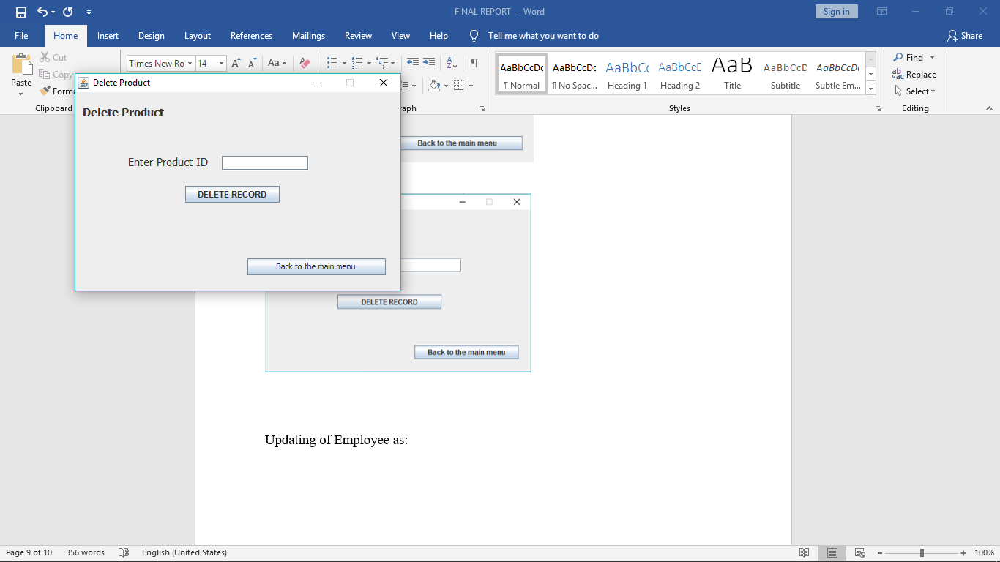 FINAL REPORT - Word
Sign in
File Home Insert Design Layout References Mailings Review View Help Tell me what you want to do Share
Paste
Cut
Copy
Forma
Clipboard
Times New Ro 14
Aa
agraph
AaBbCcDc AaBbCcDc AaBbCc AaBbCcD AaB AaBbCcD AaBbCcDc
¶ Normal ¶ No Spac... Heading 1 Heading 2 Title Subtitle Subtle Em...
Styles
Find
Replace
Select
Editing
Delete Product
Delete Product
Enter Product ID
DELETE RECORD
Back to the main menu
Back to the main menu
DELETE RECORD
Back to the main menu
Updating of Employee as:
Page 9 of 10 356 words English (United States) 100%